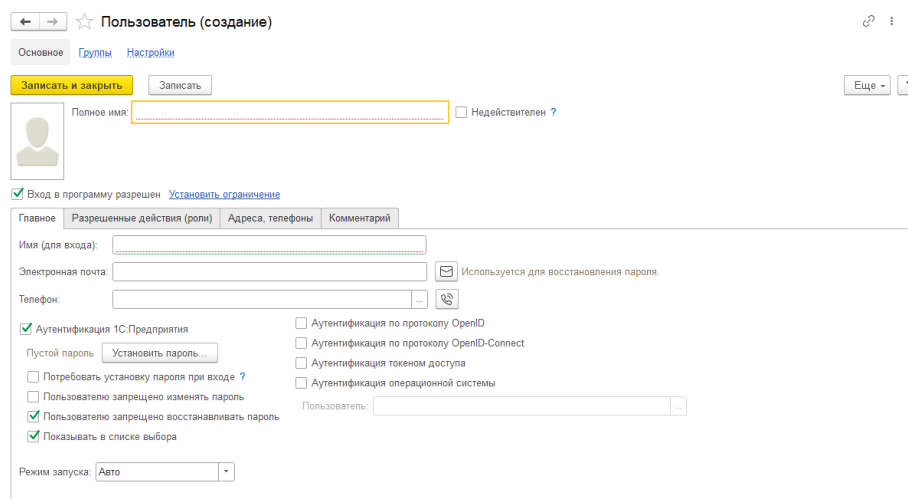 Пользователь (создание)
Основное Группы Настройки
Записать и закрыть Записать Еще
Полное имя: Недействителен ?
Вход в программу разрешен Установить ограничение
Главное Разрешенные действия (роли) Адреса, телефоны Комментарий
Имя (для входа):
Электронная почта: Используется для восстановления пароля.
Телефон: ...
Аутентификация 1С:Предприятия
Пустой пароль Установить пароль...
Потребовать установку пароля при входе ?
Пользователю запрещено изменять пароль
Пользователю запрещено восстанавливать пароль
Показывать в списке выбора
Аутентификация по протоколу OpenID
Аутентификация по протоколу OpenID-Connect
Аутентификация токеном доступа
Аутентификация операционной системы
Пользователь: ...
Режим запуска: Авто